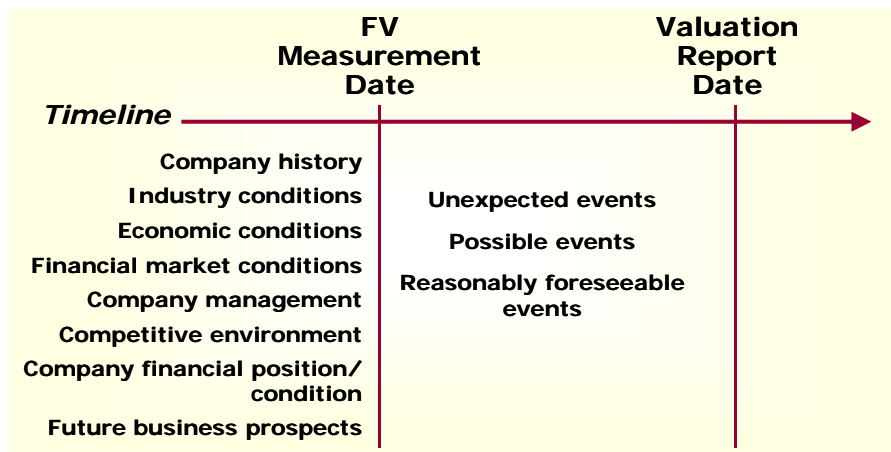 FV
Measurement
Date
Valuation
Report
Date
Timeline
Company history
Industry conditions
Economic conditions
Financial market conditions
Company management
Competitive environment
Company financial position/
condition
Future business prospects
Unexpected events
Possible events
Reasonably foreseeable
events